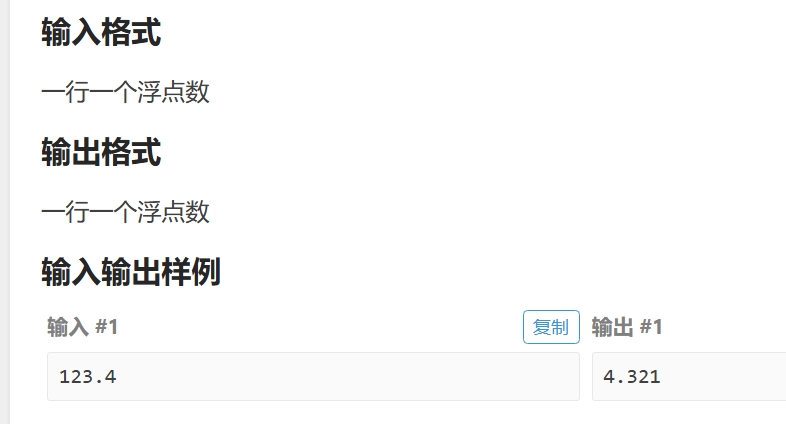 输入格式
一行一个浮点数
输出格式
一行一个浮点数
输入输出样例
输入 #1
复制
输出 #1
123.4
4.321